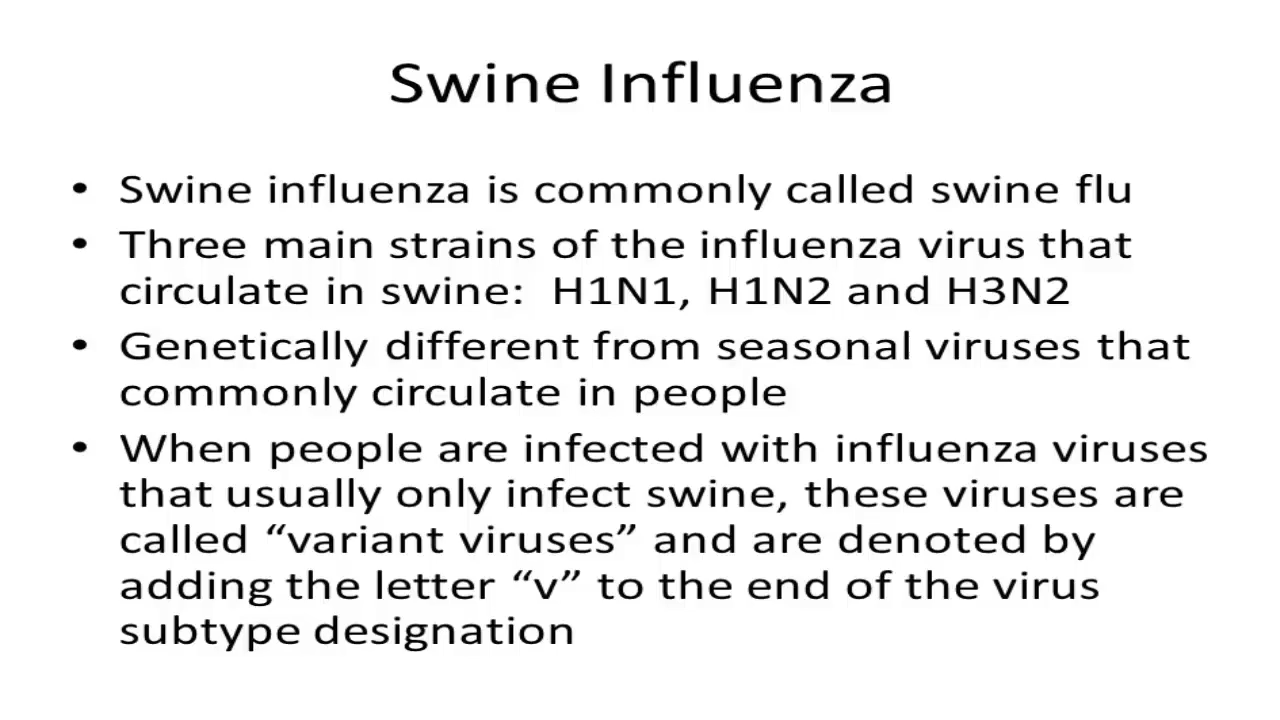 Swine Influenza
• Swine influenza is commonly called swine flu
• Three main strains of the influenza virus that
circulate in swine:  H1N1, H1N2 and H3N2
• Genetically different from seasonal viruses that
commonly circulate in people
• When people are infected with influenza viruses
that usually only infect swine, these viruses are
called “variant viruses” and are denoted by
adding the letter “v” to the end of the virus
subtype designation